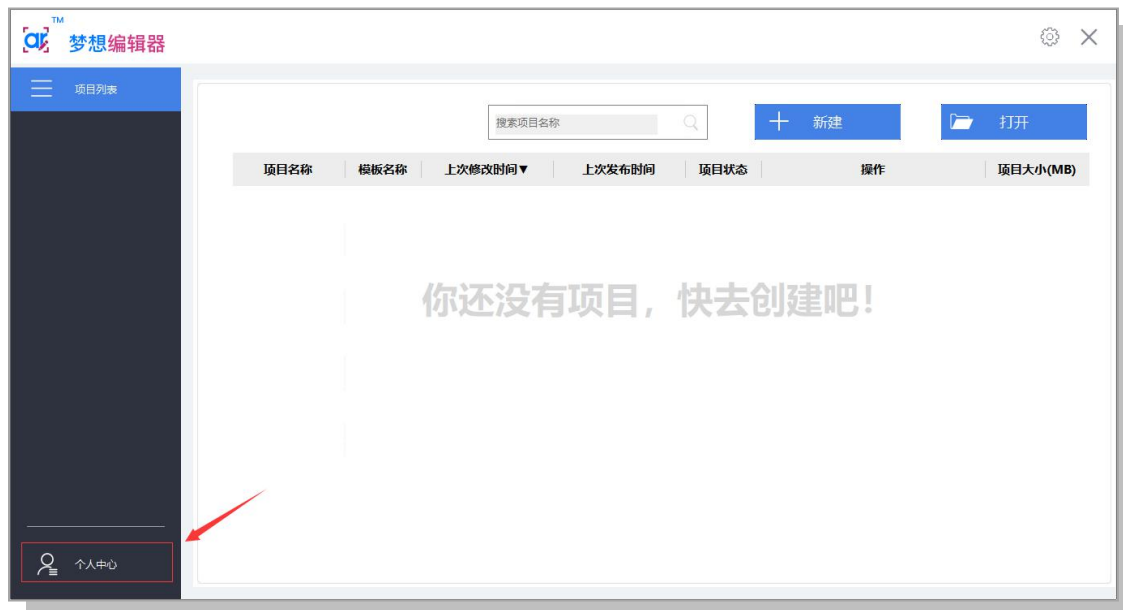 TM
ar 梦想编辑器
项目列表
搜索项目名称
新建
打开
项目名称 模板名称 上次修改时间▼ 上次发布时间 项目状态 操作 项目大小(MB)
你还没有项目，快去创建吧！
个人中心